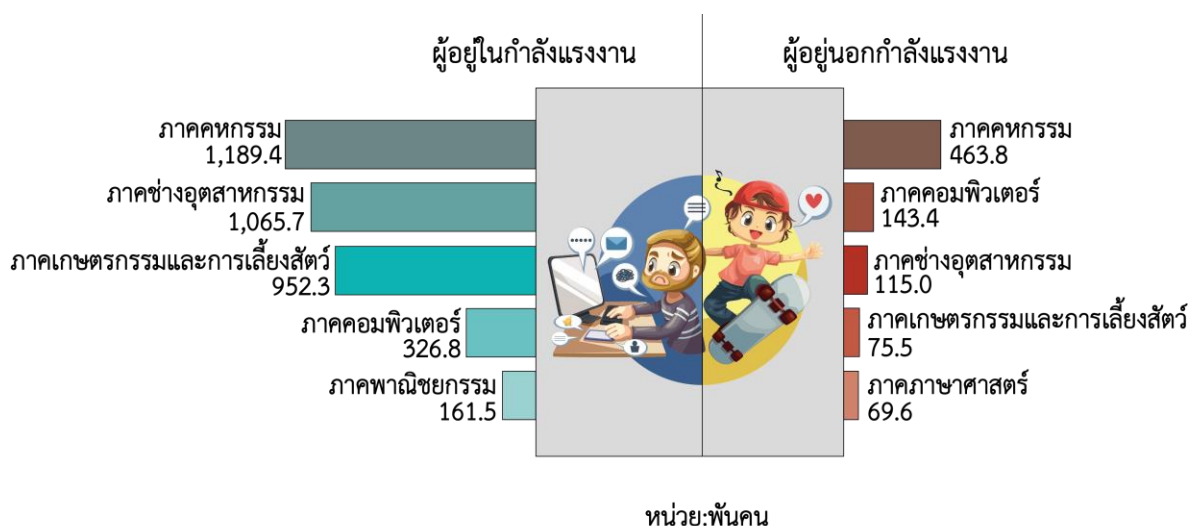 ผู้อยู่ในกำลังแรงงาน
ผู้อยู่นอกกำลังแรงงาน
ภาคคหกรรม
1,189.4
ภาคช่างอุตสาหกรรม
1,065.7
ภาคเกษตรกรรมและการเลี้ยงสัตว์
952.3
ภาคคอมพิวเตอร์
326.8
ภาคพาณิชยกรรม
161.5
ภาคคหกรรม
463.8
ภาคคอมพิวเตอร์
143.4
ภาคช่างอุตสาหกรรม
115.0
ภาคเกษตรกรรมและการเลี้ยงสัตว์
75.5
ภาคภาษาศาสตร์
69.6
หน่วย:พันคน